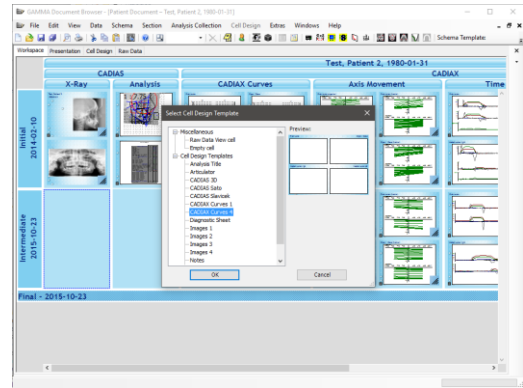 GAMMA Document Browser - [Patient Document - Test, Patient 2, 1980-01-31]
File Edit View Data Schema Section Analysis Collection Cell Design Extras Windows Help
Schema Template:
Workspace Presentation Cell Design Raw Data
Test, Patient 2, 1980-01-31
CADIAS CADIAX
X-Ray Analysis CADIAX Curves Axis Movement Time
Initial
2014-02-10
Select Cell Design Template
Miscellaneous
Raw Data View cell
Empty cell
Cell Design Templates
Analysis Title
Articulator
CADIAS 3D
CADIAS Sato
CADIAS Slavicek
CADIAX Curves 1
CADIAX Curves 4
Diagnostic Sheet
Images 1
Images 2
Images 3
Images 4
Notes
Preview:
OK Cancel
Intermediate
2015-10-23
Final - 2015-10-23